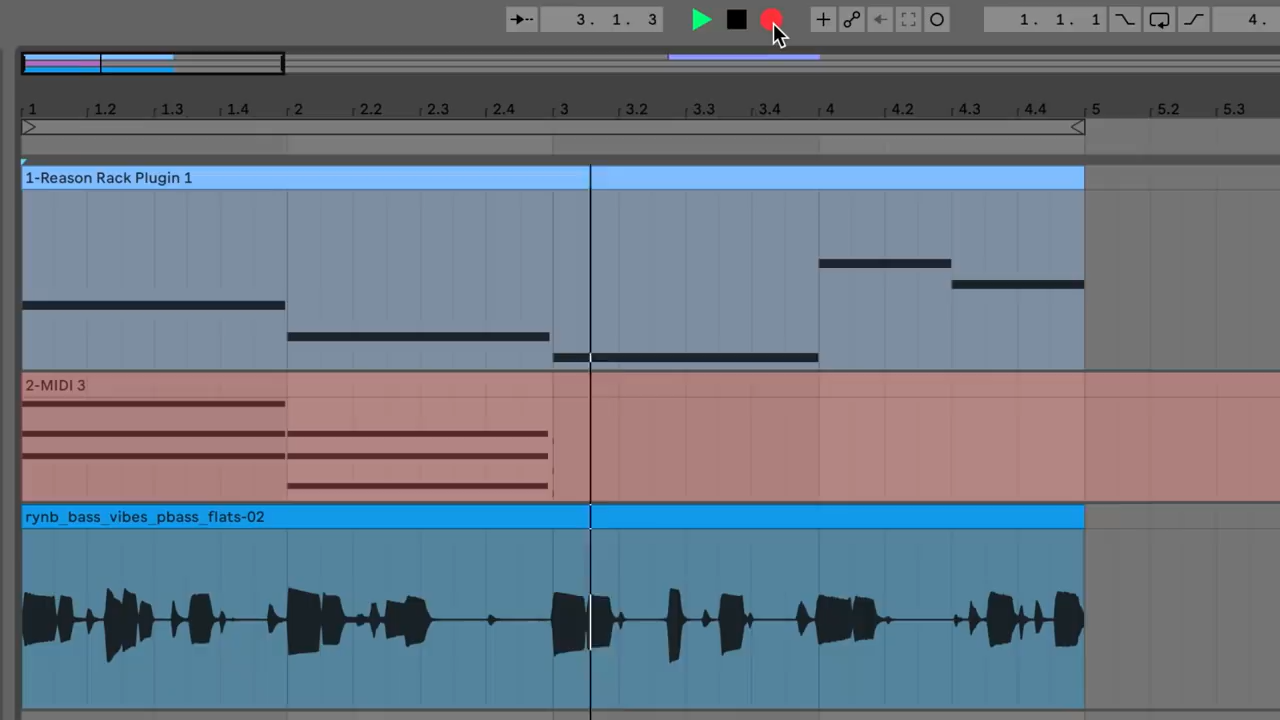 3. 1. 3
1. 1. 1
4.
1 1.2 1.3 1.4 2 2.2 2.3 2.4 3 3.2 3.3 3.4 4 4.2 4.3 4.4 5 5.2 5.3
1-Reason Rack Plugin 1
2-MIDI 3
rynb_bass_vibes_pbass_flats-02